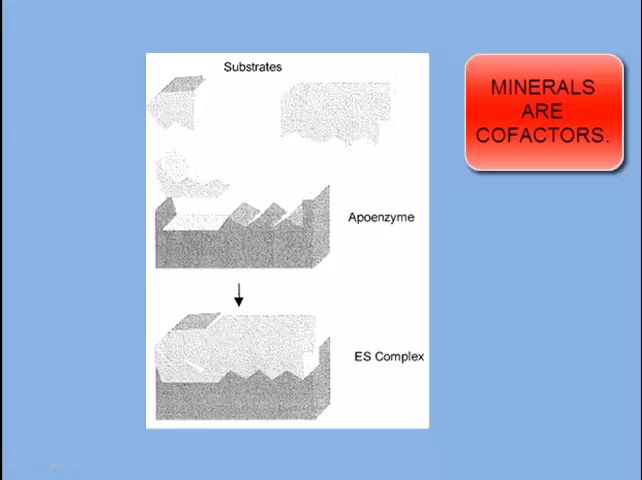 Substrates
MINERALS
ARE
COFACTORS.
Apoenzyme
ES Complex